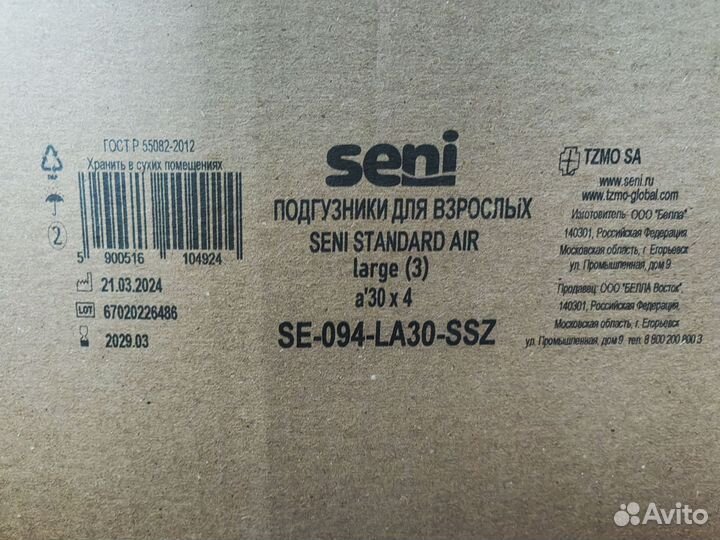 ГОСТ Р 55082-2012
Хранить в сухих помещениях
5 900516 104924
2
21.03.2024
LOT 67020226486
2029.03
seni
ПОДГУЗНИКИ ДЛЯ ВЗРОСЛЫХ
SENI STANDARD AIR
large (3)
a'30 x 4
SE-094-LA30-SSZ
TZMO SA
www.seni.ru
www.tzmo-global.com
Изготовитель: ООО "Белла"
140301, Российская Федерация
Московская область, г. Егорьевск
ул. Промышленная, дом 9
Продавец: ООО "БЕЛЛА Восток",
140301, Российская Федерация,
Московская область, г. Егорьевск
ул. Промышленная, дом 9 тел. 8 800 200 800 3
Avito